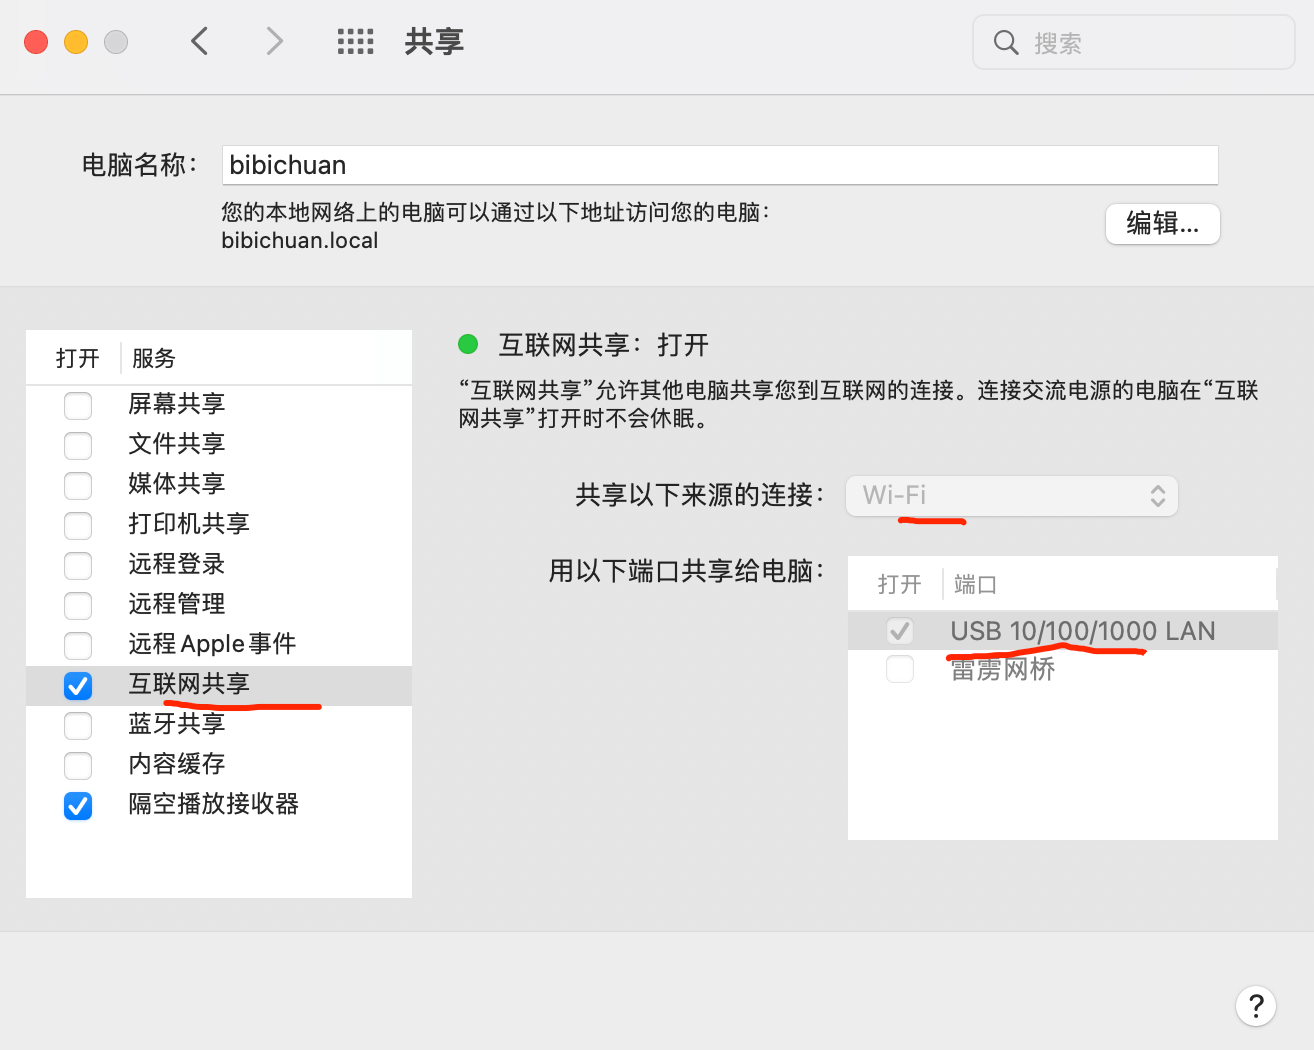 共享
搜索
电脑名称：
bibichuan
您的本地网络上的电脑可以通过以下地址访问您的电脑：
bibichuan.local
编辑...
打开 服务
屏幕共享
文件共享
媒体共享
打印机共享
远程登录
远程管理
远程Apple事件
互联网共享
蓝牙共享
内容缓存
隔空播放接收器
互联网共享：打开
“互联网共享”允许其他电脑共享您到互联网的连接。连接交流电源的电脑在“互联
网共享”打开时不会休眠。
共享以下来源的连接：
Wi-Fi
用以下端口共享给电脑：
打开 端口
USB 10/100/1000 LAN
雷雳网桥
?